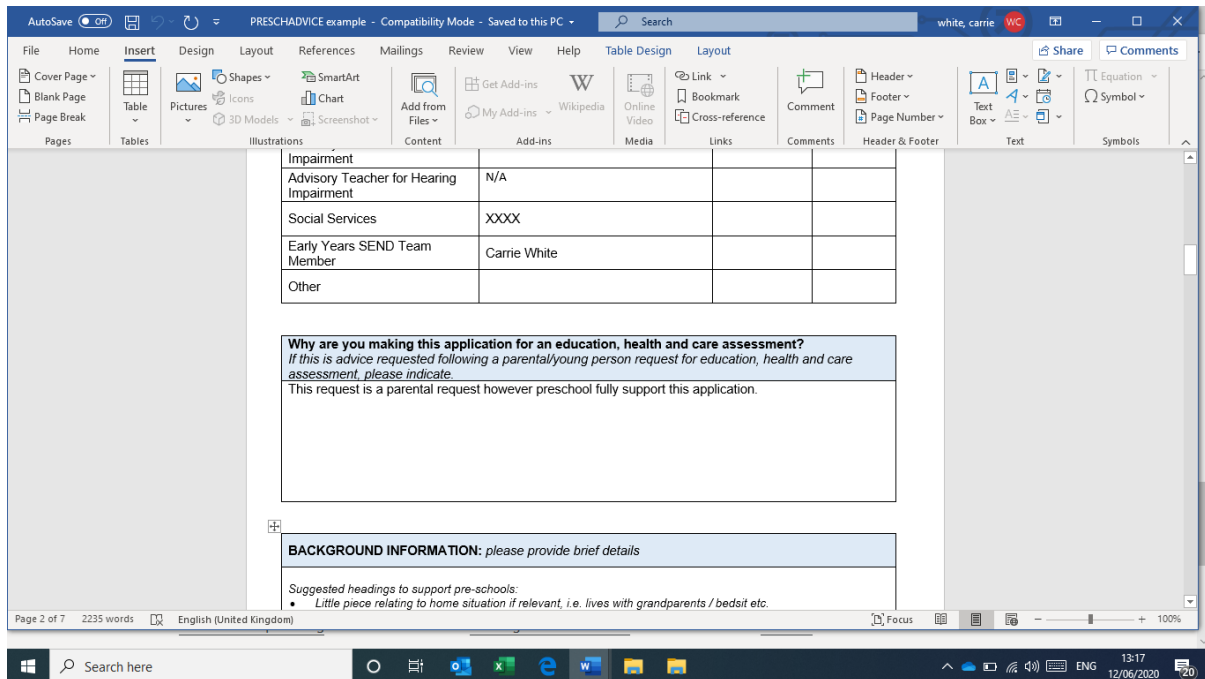 AutoSave Off PRESCHADVICE example - Compatibility Mode - Saved to this PC Search white, carrie WC
File Home Insert Design Layout References Mailings Review View Help Table Design Layout Share Comments
Cover Page
Blank Page
Page Break
Pages
Table
Tables
Pictures
Shapes
Icons
3D Models
SmartArt
Chart
Screenshot
Illustrations
Add from
Files
Content
Get Add-ins
My Add-ins
Wikipedia
Add-ins
Online
Video
Media
Link
Bookmark
Cross-reference
Links
Comment
Comments
Header
Footer
Page Number
Header & Footer
Text
Box
Text
Equation
Symbol
Symbols
Impairment
Advisory Teacher for Hearing N/A
Impairment
Social Services XXXX
Early Years SEND Team
Member
Carrie White
Other
Why are you making this application for an education, health and care assessment?
If this is advice requested following a parental/young person request for education, health and care
assessment, please indicate.
This request is a parental request however preschool fully support this application.
BACKGROUND INFORMATION: please provide brief details
Suggested headings to support pre-schools:
• Little piece relating to home situation if relevant, i.e. lives with grandparents / bedsit etc.
Page 2 of 7 2235 words English (United Kingdom) Focus 100%
Search here ENG 13:17
12/06/2020 20